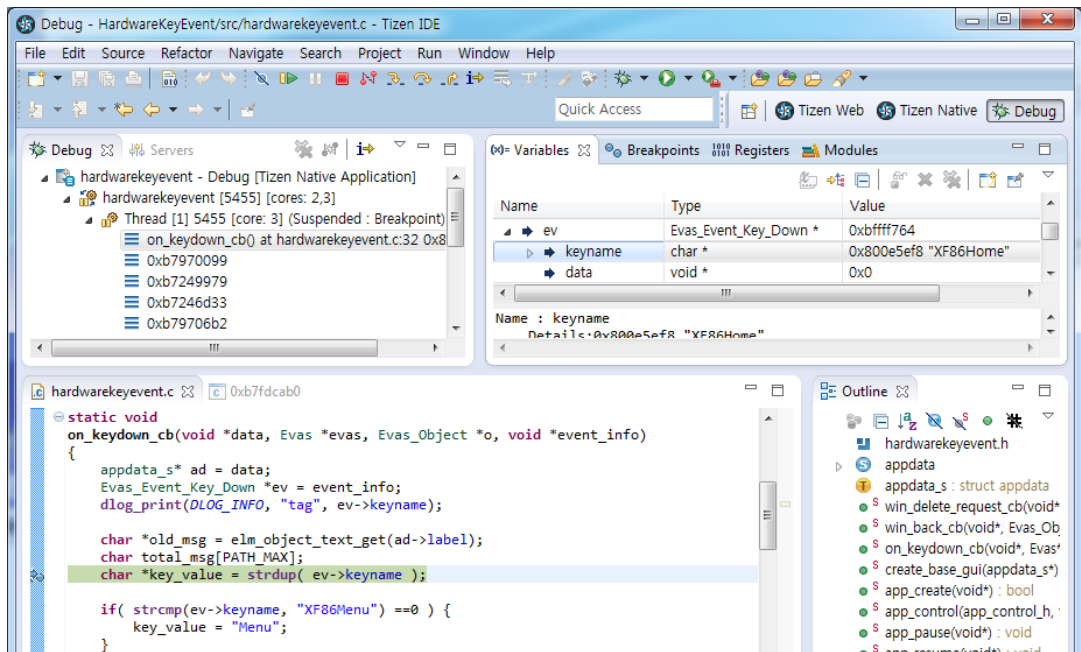 Debug - HardwareKeyEvent/src/hardwarekeyevent.c - Tizen IDE
File Edit Source Refactor Navigate Search Project Run Window Help
Quick Access
Tizen Web Tizen Native Debug
Debug Servers
hardwarekeyevent - Debug [Tizen Native Application]
hardwarekeyevent [5455] [cores: 2,3]
Thread [1] 5455 [core: 3] (Suspended : Breakpoint)
on_keydown_cb() at hardwarekeyevent.c:32 0x8
0xb7970099
0xb7249979
0xb7246d33
0xb79706b2
(x)= Variables Breakpoints Registers Modules
Name Type Value
ev Evas_Event_Key_Down * 0xbffff764
keyname char * 0x800e5ef8 "XF86Home"
data void * 0x0
Name : keyname
Details:0x800e5ef8 "XF86Home"
hardwarekeyevent.c 0xb7fdcab0
static void
on_keydown_cb(void *data, Evas *evas, Evas_Object *o, void *event_info)
{
appdata_s* ad = data;
Evas_Event_Key_Down *ev = event_info;
dlog_print(DLOG_INFO, "tag", ev->keyname);
char *old_msg = elm_object_text_get(ad->label);
char total_msg[PATH_MAX];
char *key_value = strdup( ev->keyname );
if( strcmp(ev->keyname, "XF86Menu") ==0 ) {
key_value = "Menu";
}
Outline
hardwarekeyevent.h
appdata
appdata_s : struct appdata
win_delete_request_cb(void*
win_back_cb(void*, Evas_Obj
on_keydown_cb(void*, Evas*
create_base_gui(appdata_s*)
app_create(void*) : bool
app_control(app_control_h,
app_pause(void*) : void
app_resume(void*) : void